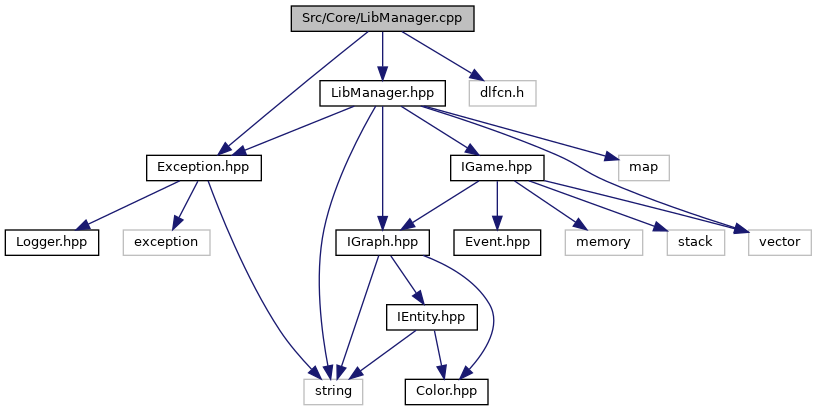 Src/Core/LibManager.cpp
LibManager.hpp
dlfcn.h
Exception.hpp
IGame.hpp
map
Logger.hpp
exception
IGraph.hpp
Event.hpp
memory
stack
vector
IEntity.hpp
string
Color.hpp